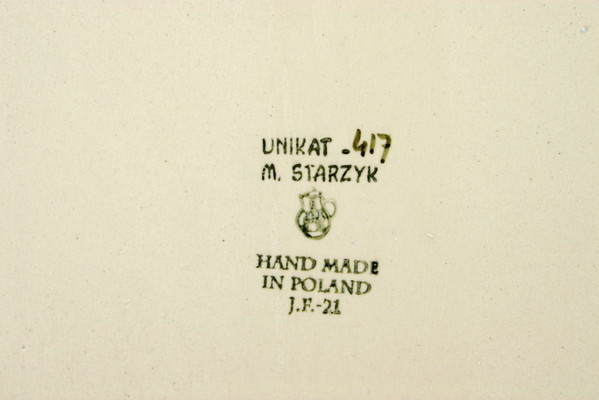 UNIKAT -417
M. STARZYK
HAND MADE
IN POLAND
J.F.-21